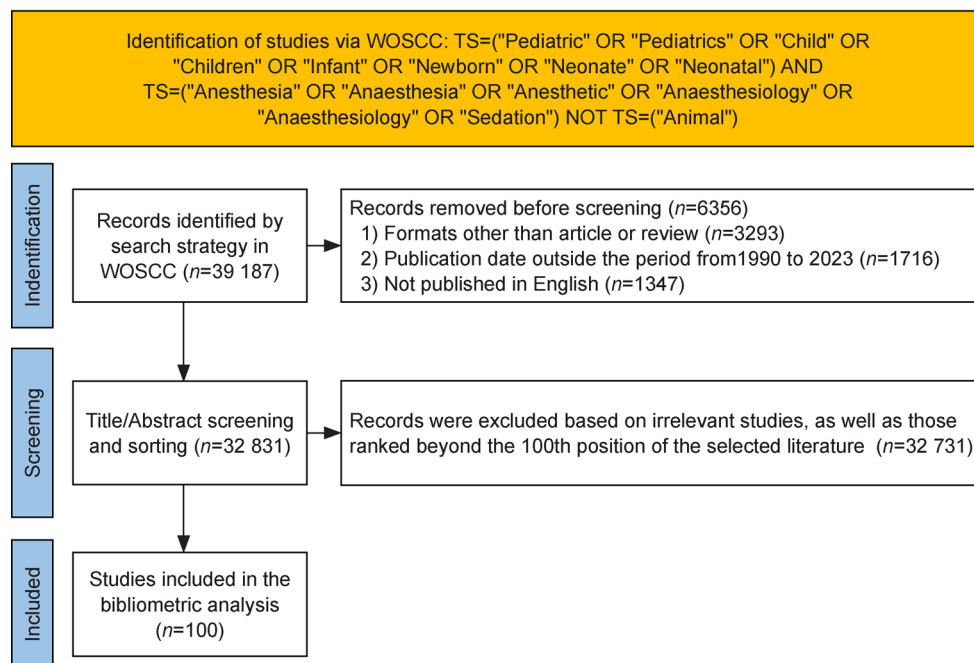 Identification of studies via WOSCC: TS=("Pediatric" OR "Pediatrics" OR "Child" OR
"Children" OR "Infant" OR "Newborn" OR "Neonate" OR "Neonatal") AND
TS=("Anesthesia" OR "Anaesthesia" OR "Anesthetic" OR "Anaesthesiology" OR
"Anaesthesiology" OR "Sedation") NOT TS=("Animal")
Indentification
Records identified by
search strategy in
WOSCC (n=39 187)
Records removed before screening (n=6356)
1) Formats other than article or review (n=3293)
2) Publication date outside the period from1990 to 2023 (n=1716)
3) Not published in English (n=1347)
Screening
Title/Abstract screening
and sorting (n=32 831)
Records were excluded based on irrelevant studies, as well as those
ranked beyond the 100th position of the selected literature (n=32 731)
Included
Studies included in the
bibliometric analysis
(n=100)